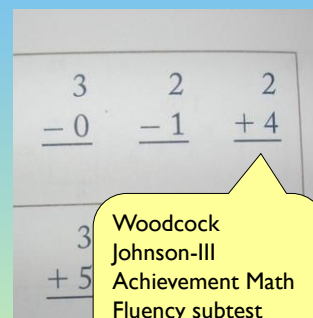 3 2 2
- 0 - 1 + 4
3
+ 5
Woodcock
Johnson-III
Achievement Math
Fluency subtest